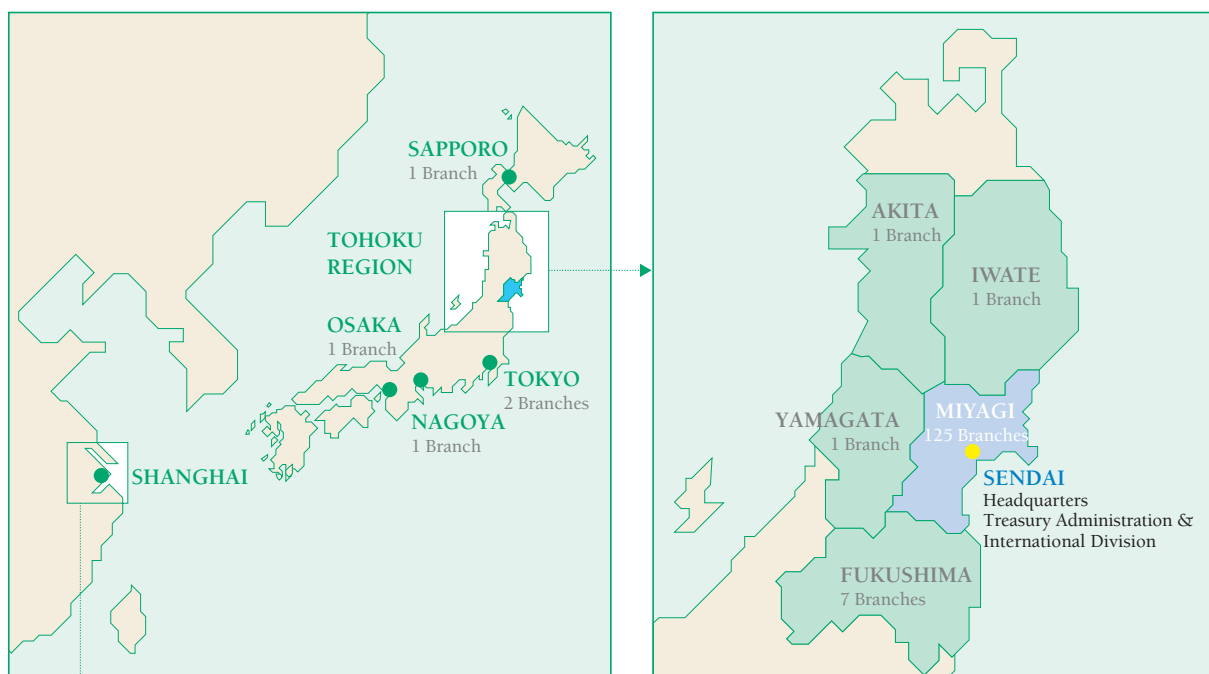 SAPPORO
1 Branch
TOHOKU
REGION
OSAKA
1 Branch
TOKYO
2 Branches
NAGOYA
1 Branch
SHANGHAI
AKITA
1 Branch
IWATE
1 Branch
YAMAGATA
1 Branch
MIYAGI
125 Branches
SENDAI
Headquarters
Treasury Administration &
International Division
FUKUSHIMA
7 Branches